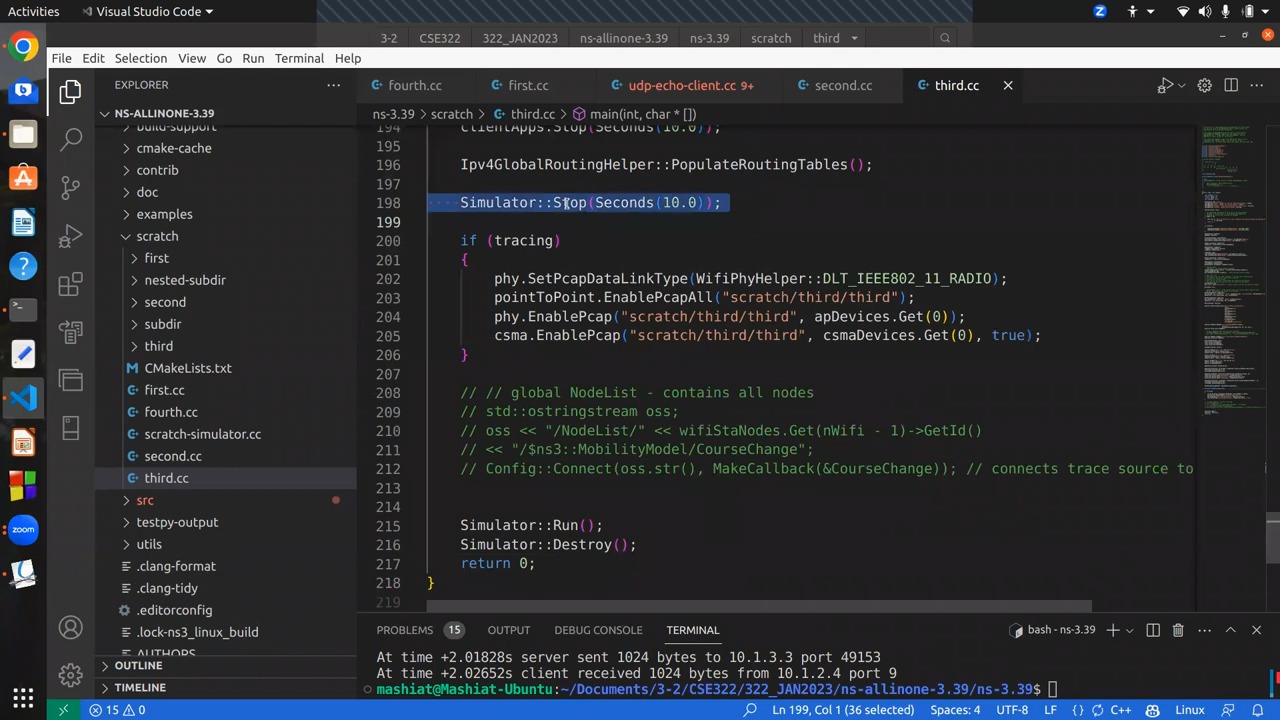 Activities
Visual Studio Code
3-2 CSE322 322_JAN2023 ns-allinone-3.39 ns-3.39 scratch third
File Edit Selection View Go Run Terminal Help
EXPLORER
fourth.cc first.cc udp-echo-client.cc 9+ second.cc third.cc
NS-ALLINONE-3.39
ns-3.39 > scratch > third.cc > main(int, char * [])
build-support
cmake-cache
contrib
doc
examples
scratch
first
nested-subdir
second
subdir
third
CMakeLists.txt
first.cc
fourth.cc
scratch-simulator.cc
second.cc
third.cc
src
testpy-output
utils
.clang-format
.clang-tidy
.editorconfig
.lock-ns3_linux_build
AUTHORS
OUTLINE
TIMELINE
194 clientApps.Stop(Seconds(10.0));
195
196 Ipv4GlobalRoutingHelper::PopulateRoutingTables();
197
198 Simulator::Stop(Seconds(10.0));
199
200 if (tracing)
201 {
202 phy.SetPcapDataLinkType(WifiPhyHelper::DLT_IEEE802_11_RADIO);
203 pointToPoint.EnablePcapAll("scratch/third/third");
204 phy.EnablePcap("scratch/third/third", apDevices.Get(0));
205 csma.EnablePcap("scratch/third/third", csmaDevices.Get(0), true);
206 }
207
208 // // Global NodeList - contains all nodes
209 // std::ostringstream oss;
210 // oss << "/NodeList/" << wifiStaNodes.Get(nWifi - 1)->GetId()
211 // << "/$ns3::MobilityModel/CourseChange";
212 // Config::Connect(oss.str(), MakeCallback(&CourseChange)); // connects trace source to
213
214
215 Simulator::Run();
216 Simulator::Destroy();
217 return 0;
218 }
219
PROBLEMS 15 OUTPUT DEBUG CONSOLE TERMINAL
bash - ns-3.39
At time +2.01828s server sent 1024 bytes to 10.1.3.3 port 49153
At time +2.02652s client received 1024 bytes from 10.1.2.4 port 9
mashiat@Mashiat-Ubuntu:~/Documents/3-2/CSE322/322_JAN2023/ns-allinone-3.39/ns-3.39$
15 0
Ln 199, Col 1 (36 selected) Spaces: 4 UTF-8 LF {} C++ Linux
zoom